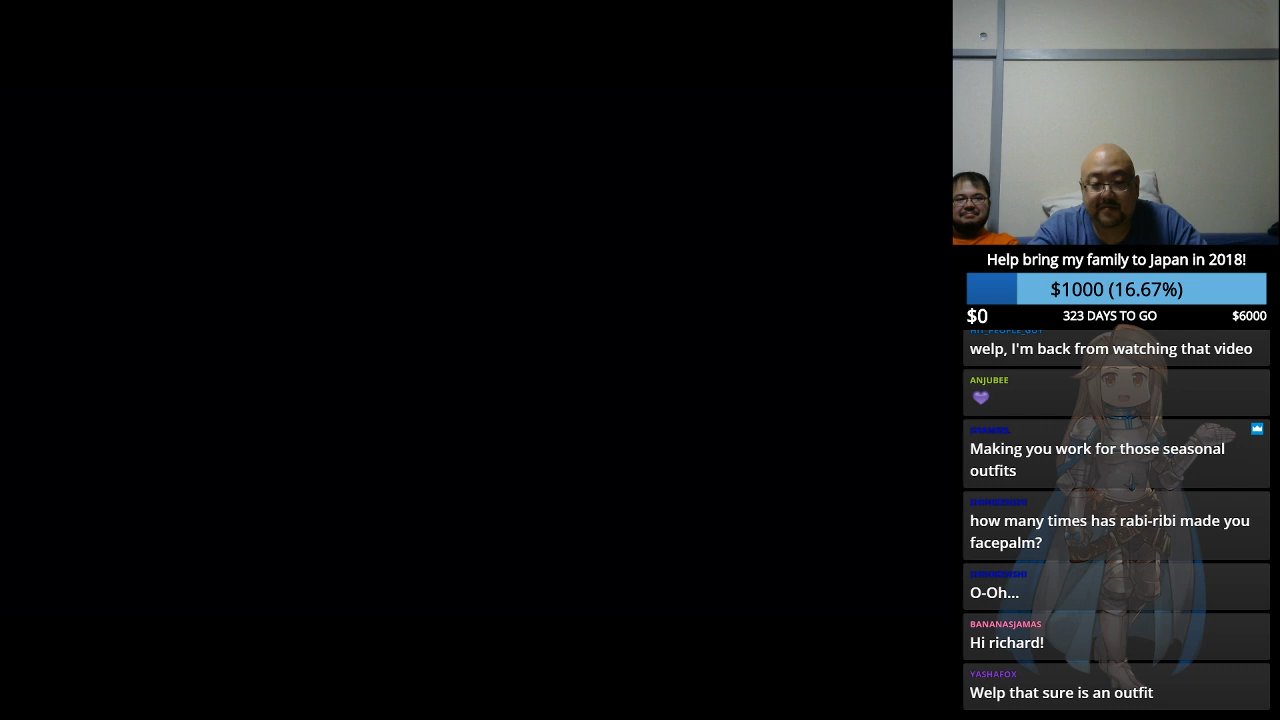 Help bring my family to Japan in 2018!
$1000 (16.67%)
$0 323 DAYS TO GO $6000
HIT_PEOPLE_GUY
welp, I'm back from watching that video
ANJUBEE
Making you work for those seasonal
outfits
how many times has rabi-ribi made you
facepalm?
O-Oh...
BANANASJAMAS
Hi richard!
YASHAFOX
Welp that sure is an outfit